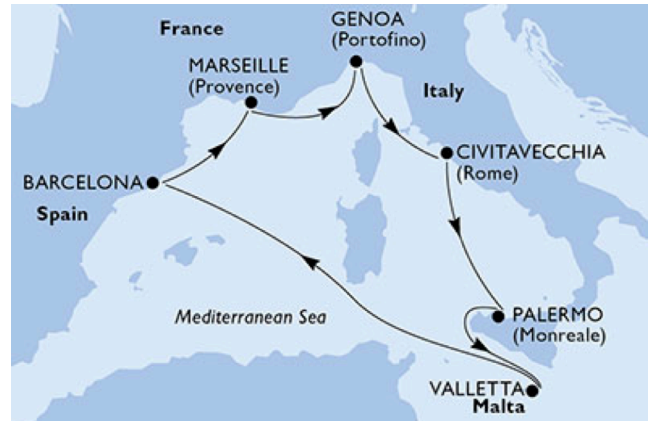 GENOA
(Portofino)
France
MARSEILLE
(Provence)
Italy
CIVITAVECCHIA
(Rome)
BARCELONA
Spain
Mediterranean Sea
PALERMO
(Monreale)
VALLETTA
Malta